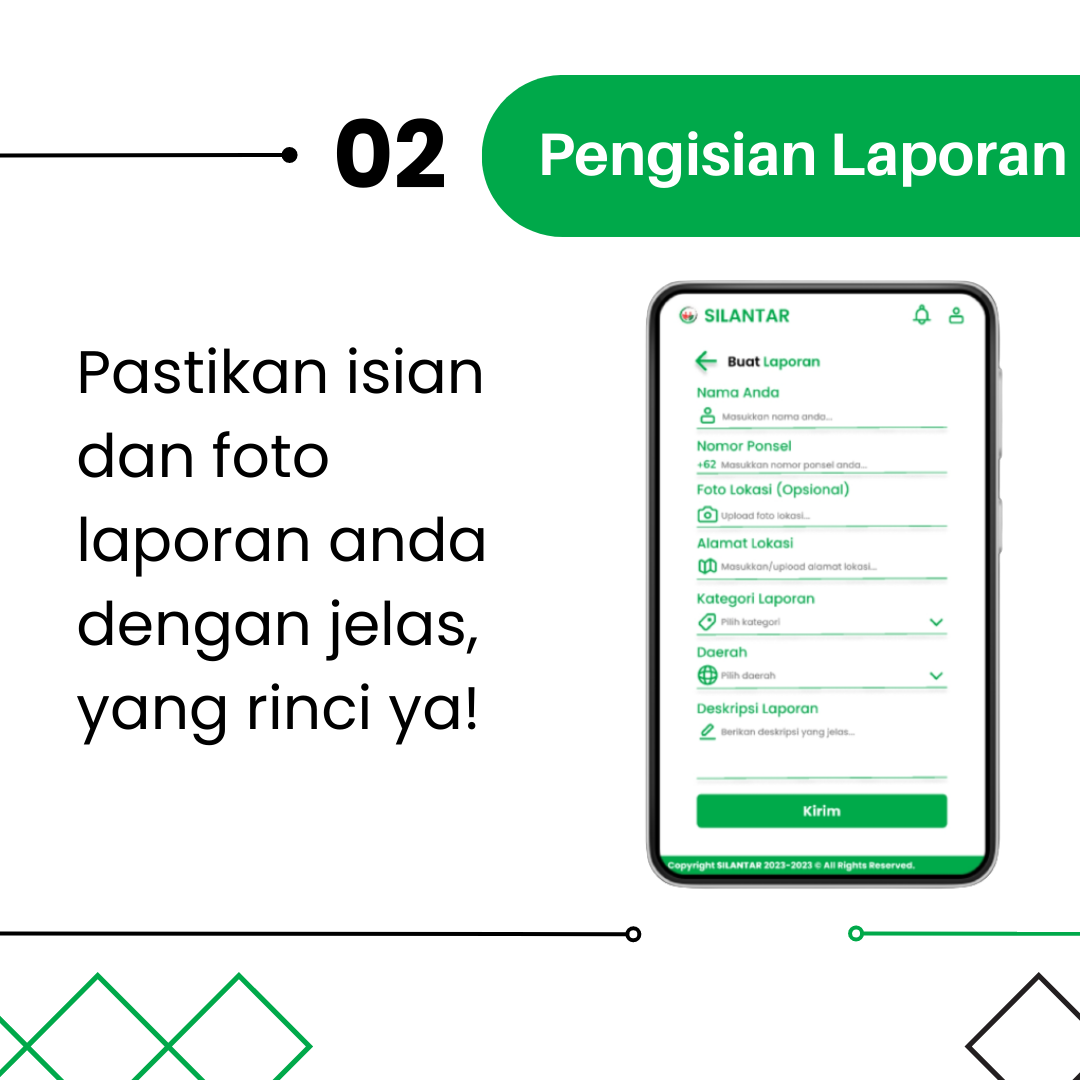 02
Pengisian Laporan
Pastikan isian
dan foto
laporan anda
dengan jelas,
yang rinci ya!
SILANTAR
Buat Laporan
Nama Anda
Masukkan nama anda...
Nomor Ponsel
+62 Masukkan nomor ponsel anda...
Foto Lokasi (Opsional)
Upload foto lokasi...
Alamat Lokasi
Masukkan/upload alamat lokasi...
Kategori Laporan
Pilih kategori
Daerah
Pilih daerah
Deskripsi Laporan
Berikan deskripsi yang jelas...
Kirim
Copyright SILANTAR 2023-2023 © All Rights Reserved.